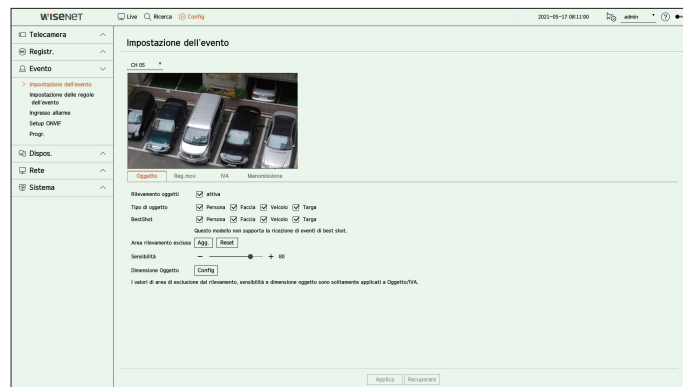 WISENET
Live Ricerca Config
2021-05-17 08:11:00 admin ?
Telecamera
Registr.
Evento
> Impostazione dell'evento
Impostazione delle regole
dell'evento
Ingresso allarme
Setup ONVIF
Progr.
Dispos.
Rete
Sistema
Impostazione dell'evento
CH 05
Oggetto Reg.mov. IVA Manomissione
Rilevamento oggetti attiva
Tipo di oggetto Persona Faccia Veicolo Targa
BestShot Persona Faccia Veicolo Targa
Questo modello non supporta la ricezione di eventi di best shot.
Area rilevamento esclusa Agg. Reset
Sensibilità − + 80
Dimensione Oggetto Config
I valori di area di esclusione dal rilevamento, sensibilità e dimensione oggetto sono solitamente applicati a Oggetto/IVA.
Applica Recuperare